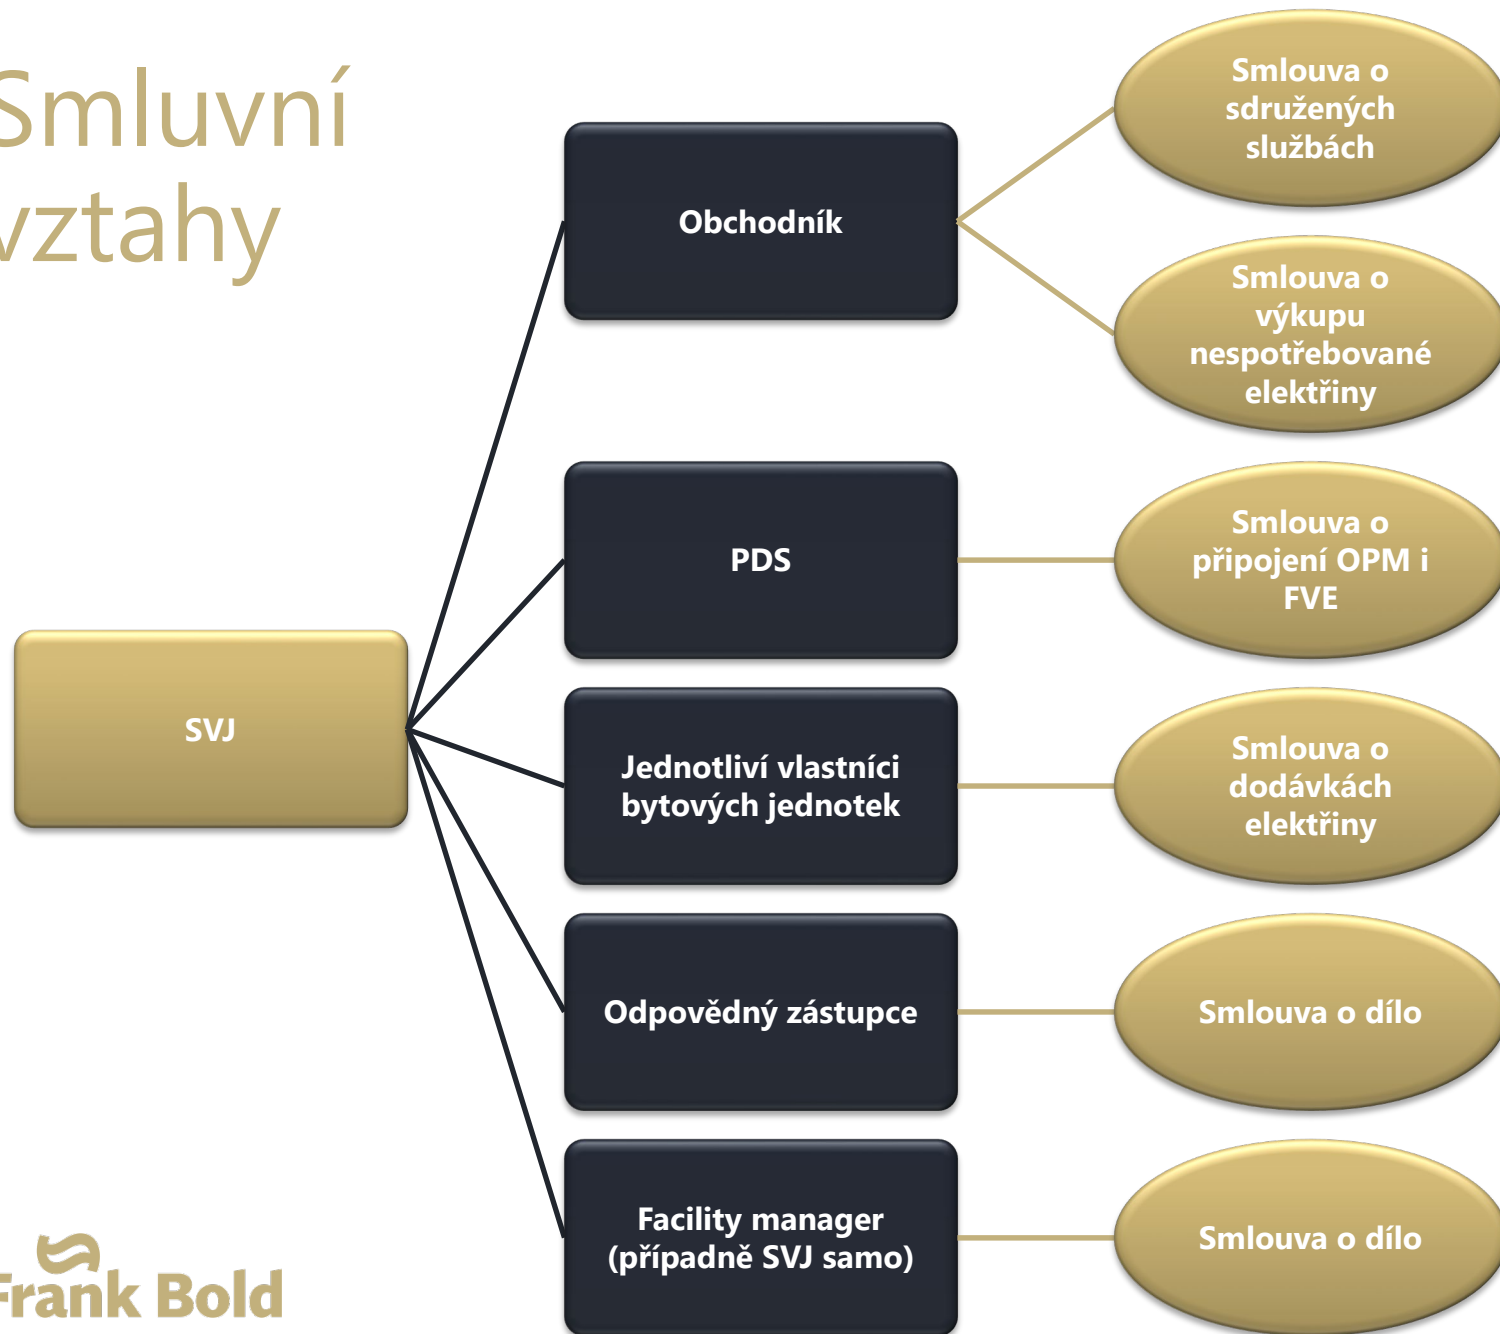 Smluvní
vztahy
Obchodník
Smlouva o
sdružených
službách
Smlouva o
výkupu
nespotřebované
elektřiny
PDS
Smlouva o
připojení OPM i
FVE
SVJ
Jednotliví vlastníci
bytových jednotek
Smlouva o
dodávkách
elektřiny
Odpovědný zástupce
Smlouva o dílo
Facility manager
(případně SVJ samo)
Smlouva o dílo
Frank Bold